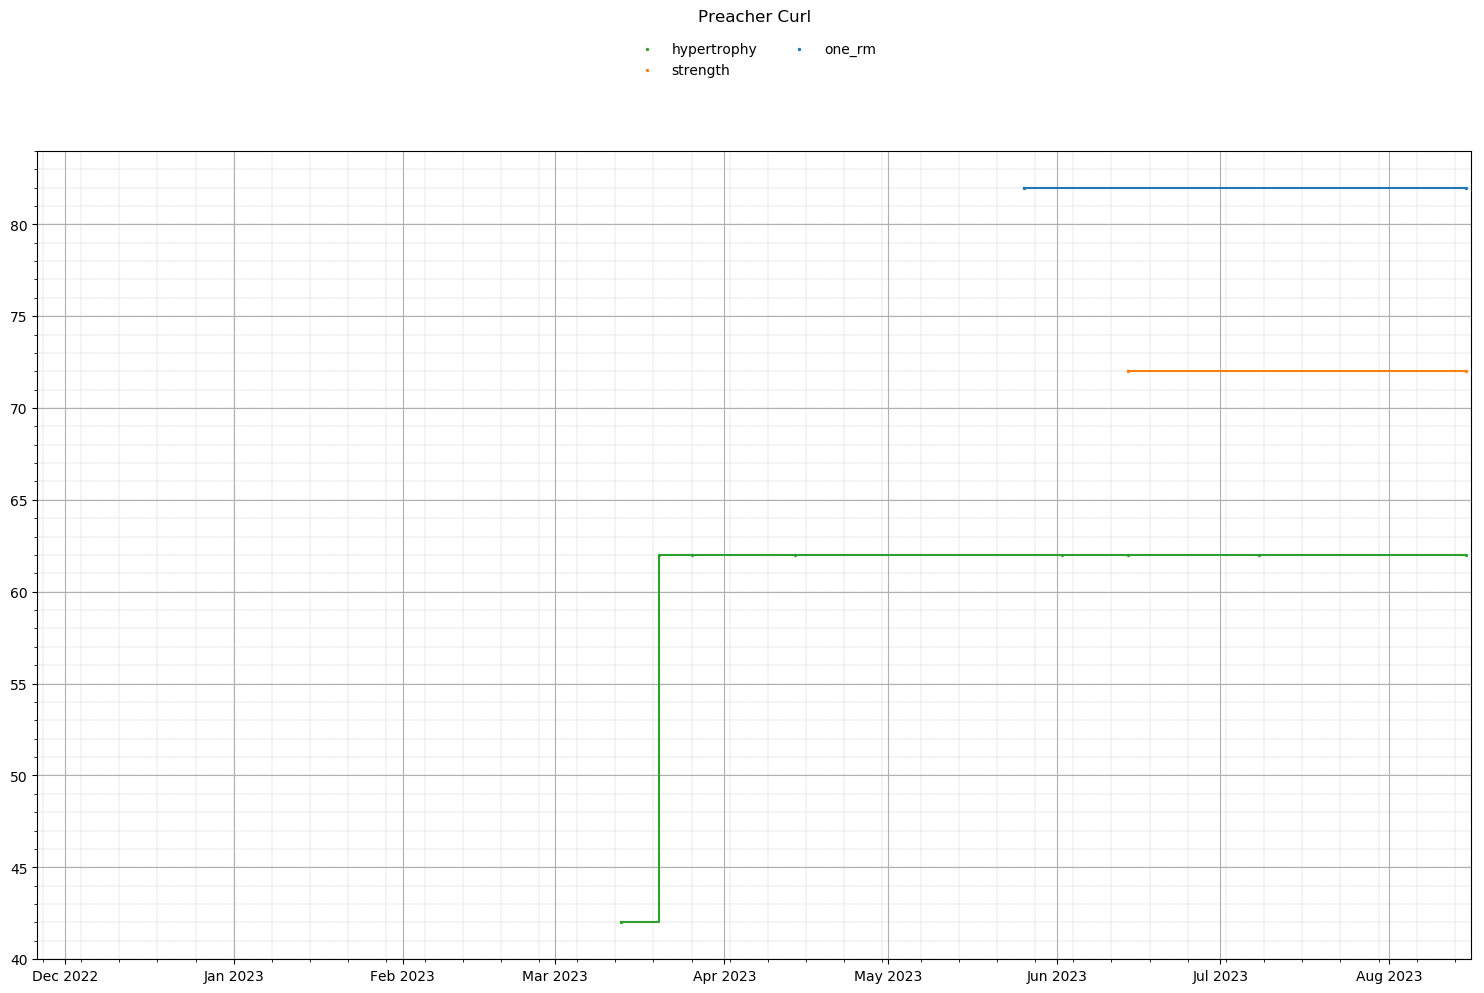 Preacher Curl
hypertrophy
strength
one_rm
80
75
70
65
60
55
50
45
40
Dec 2022
Jan 2023
Feb 2023
Mar 2023
Apr 2023
May 2023
Jun 2023
Jul 2023
Aug 2023